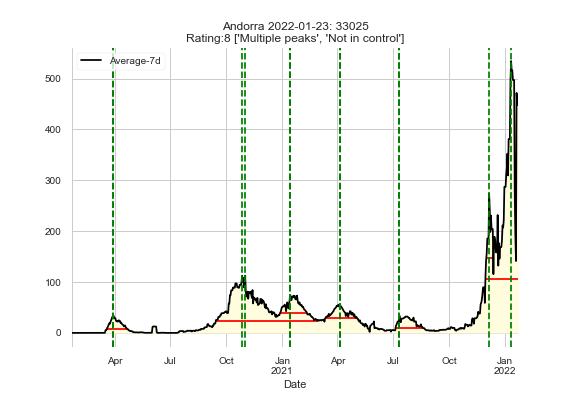 Andorra 2022-01-23: 33025
Rating:8 ['Multiple peaks', 'Not in control']
Average-7d
500
400
300
200
100
0
Apr Jul Oct Jan Apr Jul Oct Jan
2021 2022
Date